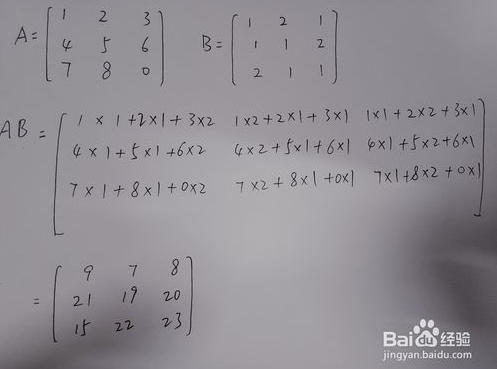 A= [ 1 2 3
4 5 6
7 8 0 ]
B= [ 1 2 1
1 1 2
2 1 1 ]
AB = [ 1×1+2×1+3×2 1×2+2×1+3×1 1×1+2×2+3×1
4×1+5×1+6×2 4×2+5×1+6×1 4×1+5×2+6×1
7×1+8×1+0×2 7×2+8×1+0×1 7×1+8×2+0×1 ]
= [ 9 7 8
21 19 20
15 22 23 ]
Baidu经验
jingyan.baidu.com